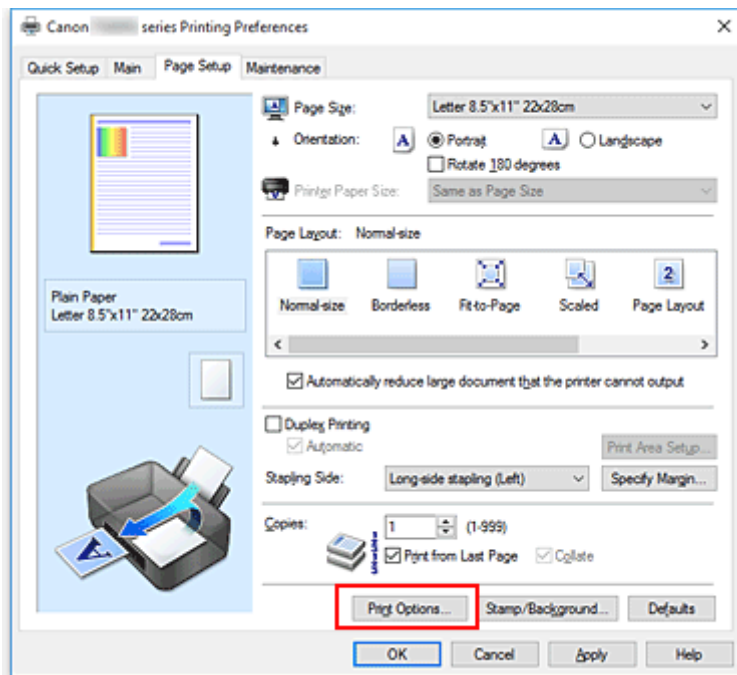 Canon series Printing Preferences
Quick Setup Main Page Setup Maintenance
Page Size: Letter 8.5"x11" 22x28cm
Orientation: A Portrait A Landscape
Rotate 180 degrees
Printer Paper Size: Same as Page Size
Page Layout: Normal-size
2
Normal-size Borderless Fit-to-Page Scaled Page Layout
Plain Paper
Letter 8.5"x11" 22x28cm
Automatically reduce large document that the printer cannot output
Duplex Printing
Automatic Print Area Setup...
Stapling Side: Long-side stapling (Left) Specify Margin...
Copies: 1 (1-999)
Print from Last Page Collate
A
Print Options... Stamp/Background... Defaults
OK Cancel Apply Help